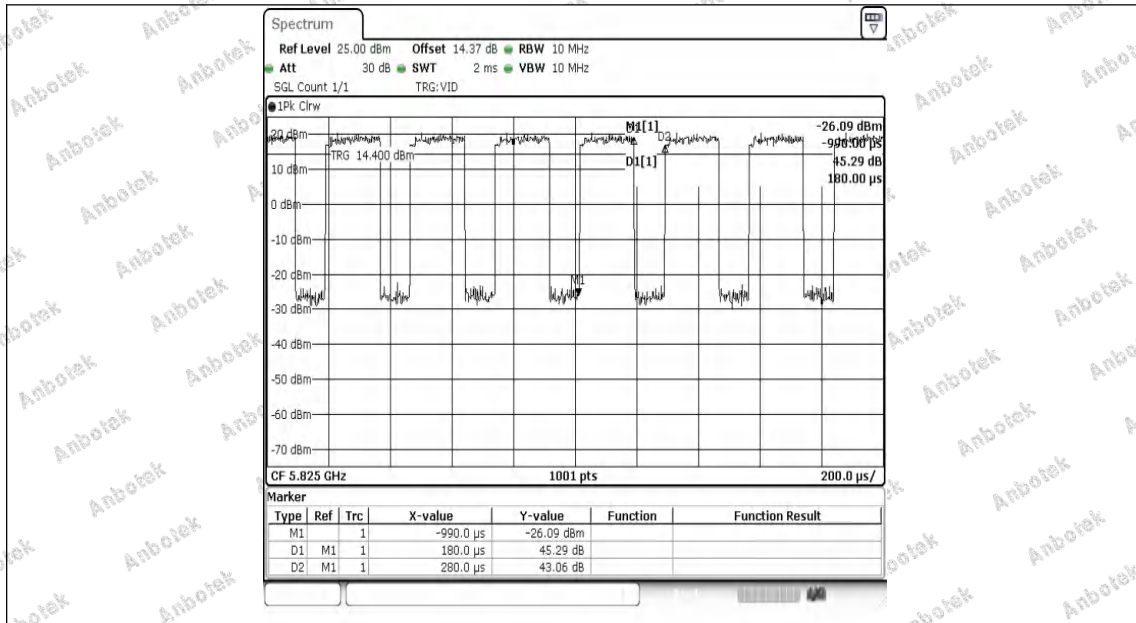 Spectrum
Ref Level 25.00 dBm Offset 14.37 dB RBW 10 MHz
Att 30 dB SWT 2 ms VBW 10 MHz
SGL Count 1/1 TRG:VID
1Pk Clrw
M1[1] -26.09 dBm
-990.00 µs
D1[1] 45.29 dB
180.00 µs
D2
20 dBm
TRG 14.400 dBm
10 dBm
0 dBm
-10 dBm
-20 dBm
M1
-30 dBm
-40 dBm
-50 dBm
-60 dBm
-70 dBm
CF 5.825 GHz 1001 pts 200.0 µs/
Marker
Type Ref Trc X-value Y-value Function Function Result
M1 1 -990.0 µs -26.09 dBm
D1 M1 1 180.0 µs 45.29 dB
D2 M1 1 280.0 µs 43.06 dB
Anbotek